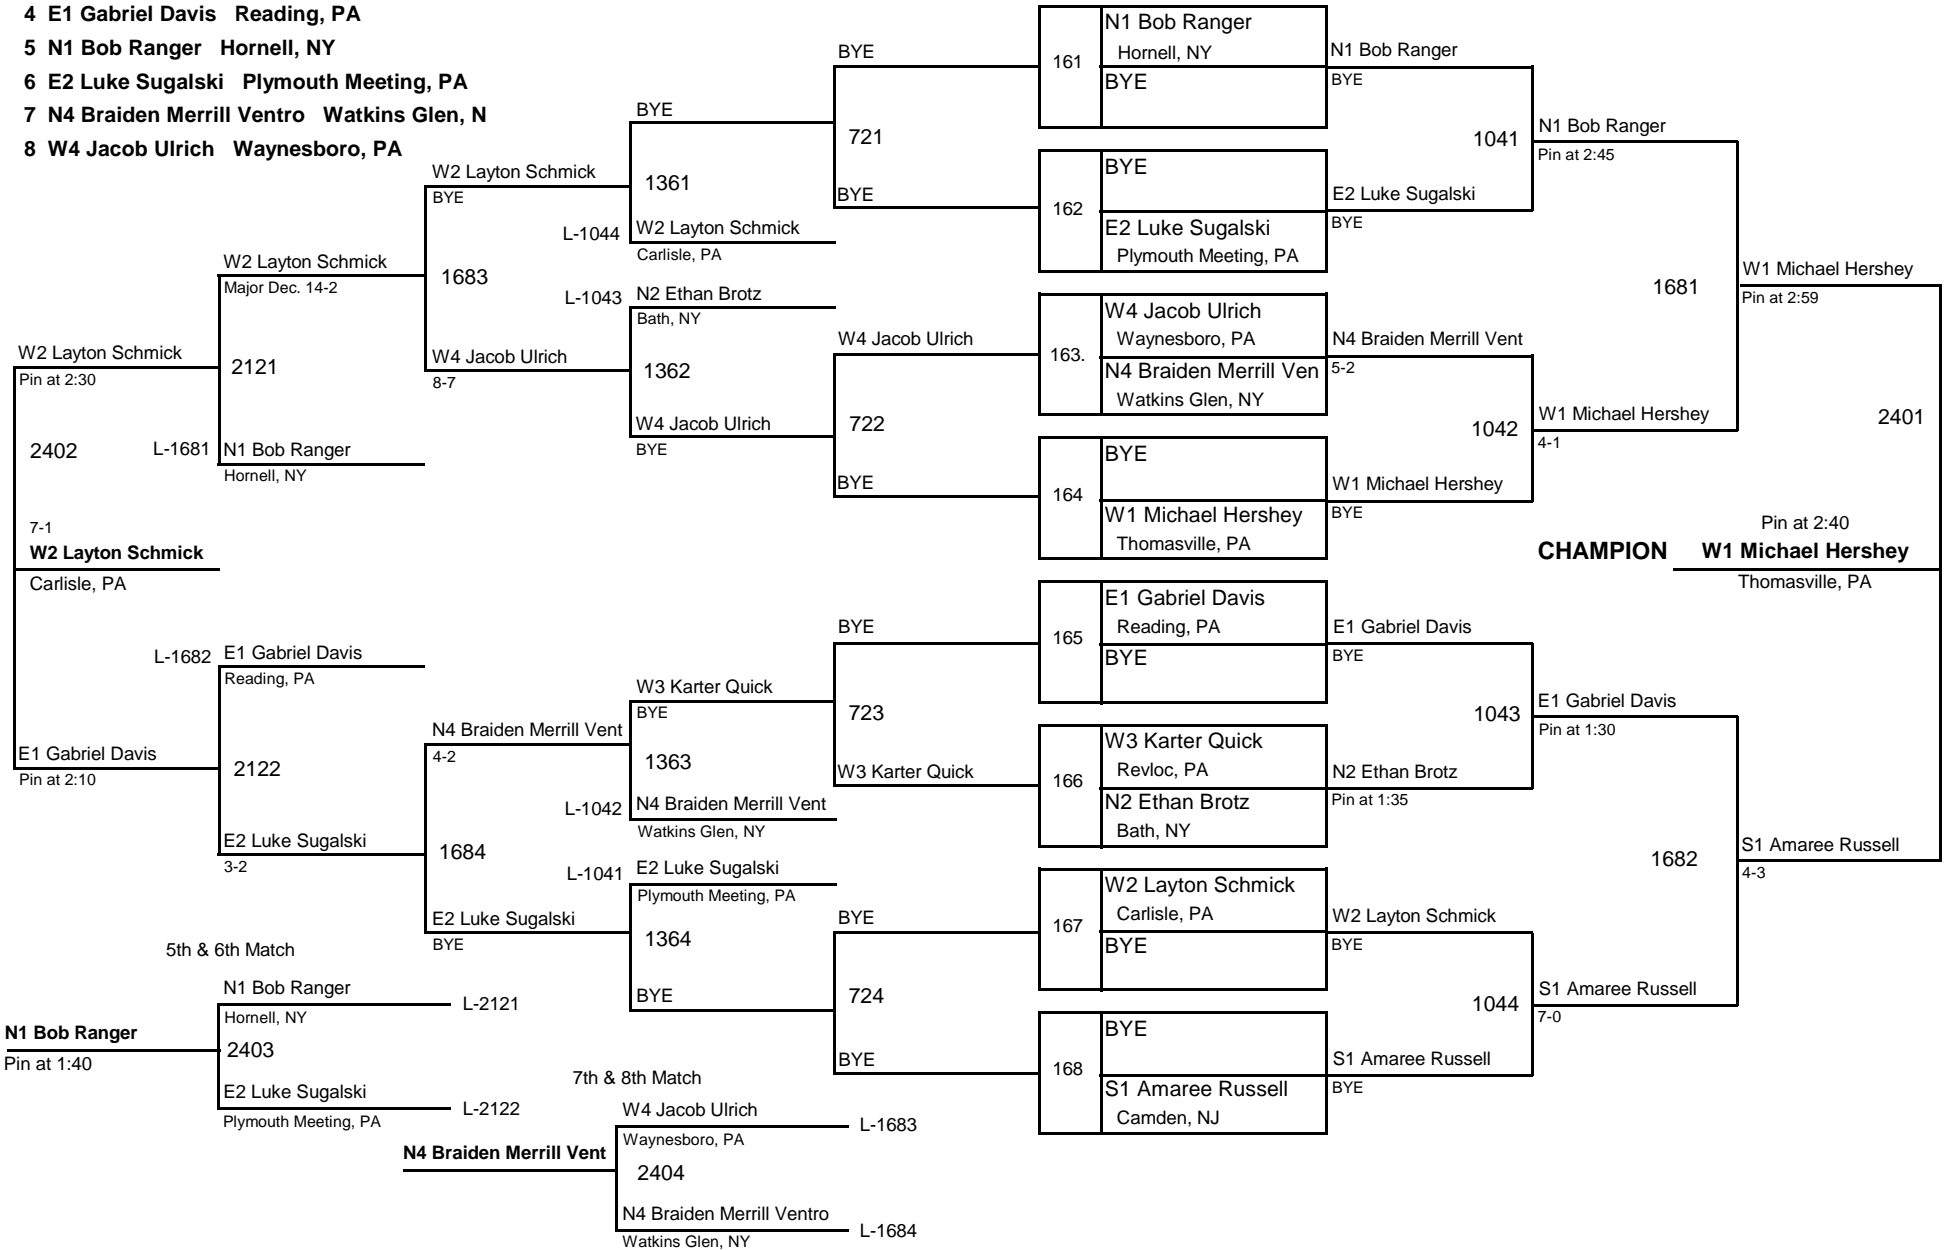 4 E1 Gabriel Davis Reading, PA
5 N1 Bob Ranger Hornell, NY
6 E2 Luke Sugalski Plymouth Meeting, PA
7 N4 Braiden Merrill Ventro Watkins Glen, N
8 W4 Jacob Ulrich Waynesboro, PA
W2 Layton Schmick
Pin at 2:30
2402
7-1
W2 Layton Schmick
Carlisle, PA
E1 Gabriel Davis
Pin at 2:10
W2 Layton Schmick
Major Dec. 14-2
2121
L-1681 N1 Bob Ranger
Hornell, NY
L-1682 E1 Gabriel Davis
Reading, PA
2122
E2 Luke Sugalski
3-2
W2 Layton Schmick
BYE
1683
W4 Jacob Ulrich
8-7
N4 Braiden Merrill Vent
4-2
1684
E2 Luke Sugalski
BYE
BYE
1361
L-1044 W2 Layton Schmick
Carlisle, PA
L-1043 N2 Ethan Brotz
Bath, NY
1362
W4 Jacob Ulrich
BYE
W3 Karter Quick
BYE
1363
L-1042 N4 Braiden Merrill Vent
Watkins Glen, NY
L-1041 E2 Luke Sugalski
Plymouth Meeting, PA
1364
BYE
BYE
721
BYE
W4 Jacob Ulrich
722
BYE
BYE
723
W3 Karter Quick
BYE
724
BYE
161
N1 Bob Ranger
Hornell, NY
BYE
162
BYE
E2 Luke Sugalski
Plymouth Meeting, PA
163.
W4 Jacob Ulrich
Waynesboro, PA
N4 Braiden Merrill Ven
Watkins Glen, NY
164
BYE
W1 Michael Hershey
Thomasville, PA
165
E1 Gabriel Davis
Reading, PA
BYE
166
W3 Karter Quick
Revloc, PA
N2 Ethan Brotz
Bath, NY
167
W2 Layton Schmick
Carlisle, PA
BYE
168
BYE
S1 Amaree Russell
Camden, NJ
N1 Bob Ranger
BYE
1041
E2 Luke Sugalski
BYE
N4 Braiden Merrill Vent
5-2
1042
W1 Michael Hershey
BYE
E1 Gabriel Davis
BYE
1043
N2 Ethan Brotz
Pin at 1:35
W2 Layton Schmick
BYE
1044
S1 Amaree Russell
BYE
N1 Bob Ranger
Pin at 2:45
1681
W1 Michael Hershey
4-1
E1 Gabriel Davis
Pin at 1:30
1682
S1 Amaree Russell
7-0
W1 Michael Hershey
Pin at 2:59
2401
Pin at 2:40
CHAMPION W1 Michael Hershey
Thomasville, PA
S1 Amaree Russell
4-3
5th & 6th Match
N1 Bob Ranger L-2121
Hornell, NY
N1 Bob Ranger
Pin at 1:40
2403
E2 Luke Sugalski L-2122
Plymouth Meeting, PA
7th & 8th Match
W4 Jacob Ulrich L-1683
Waynesboro, PA
N4 Braiden Merrill Vent
2404
N4 Braiden Merrill Ventro L-1684
Watkins Glen, NY